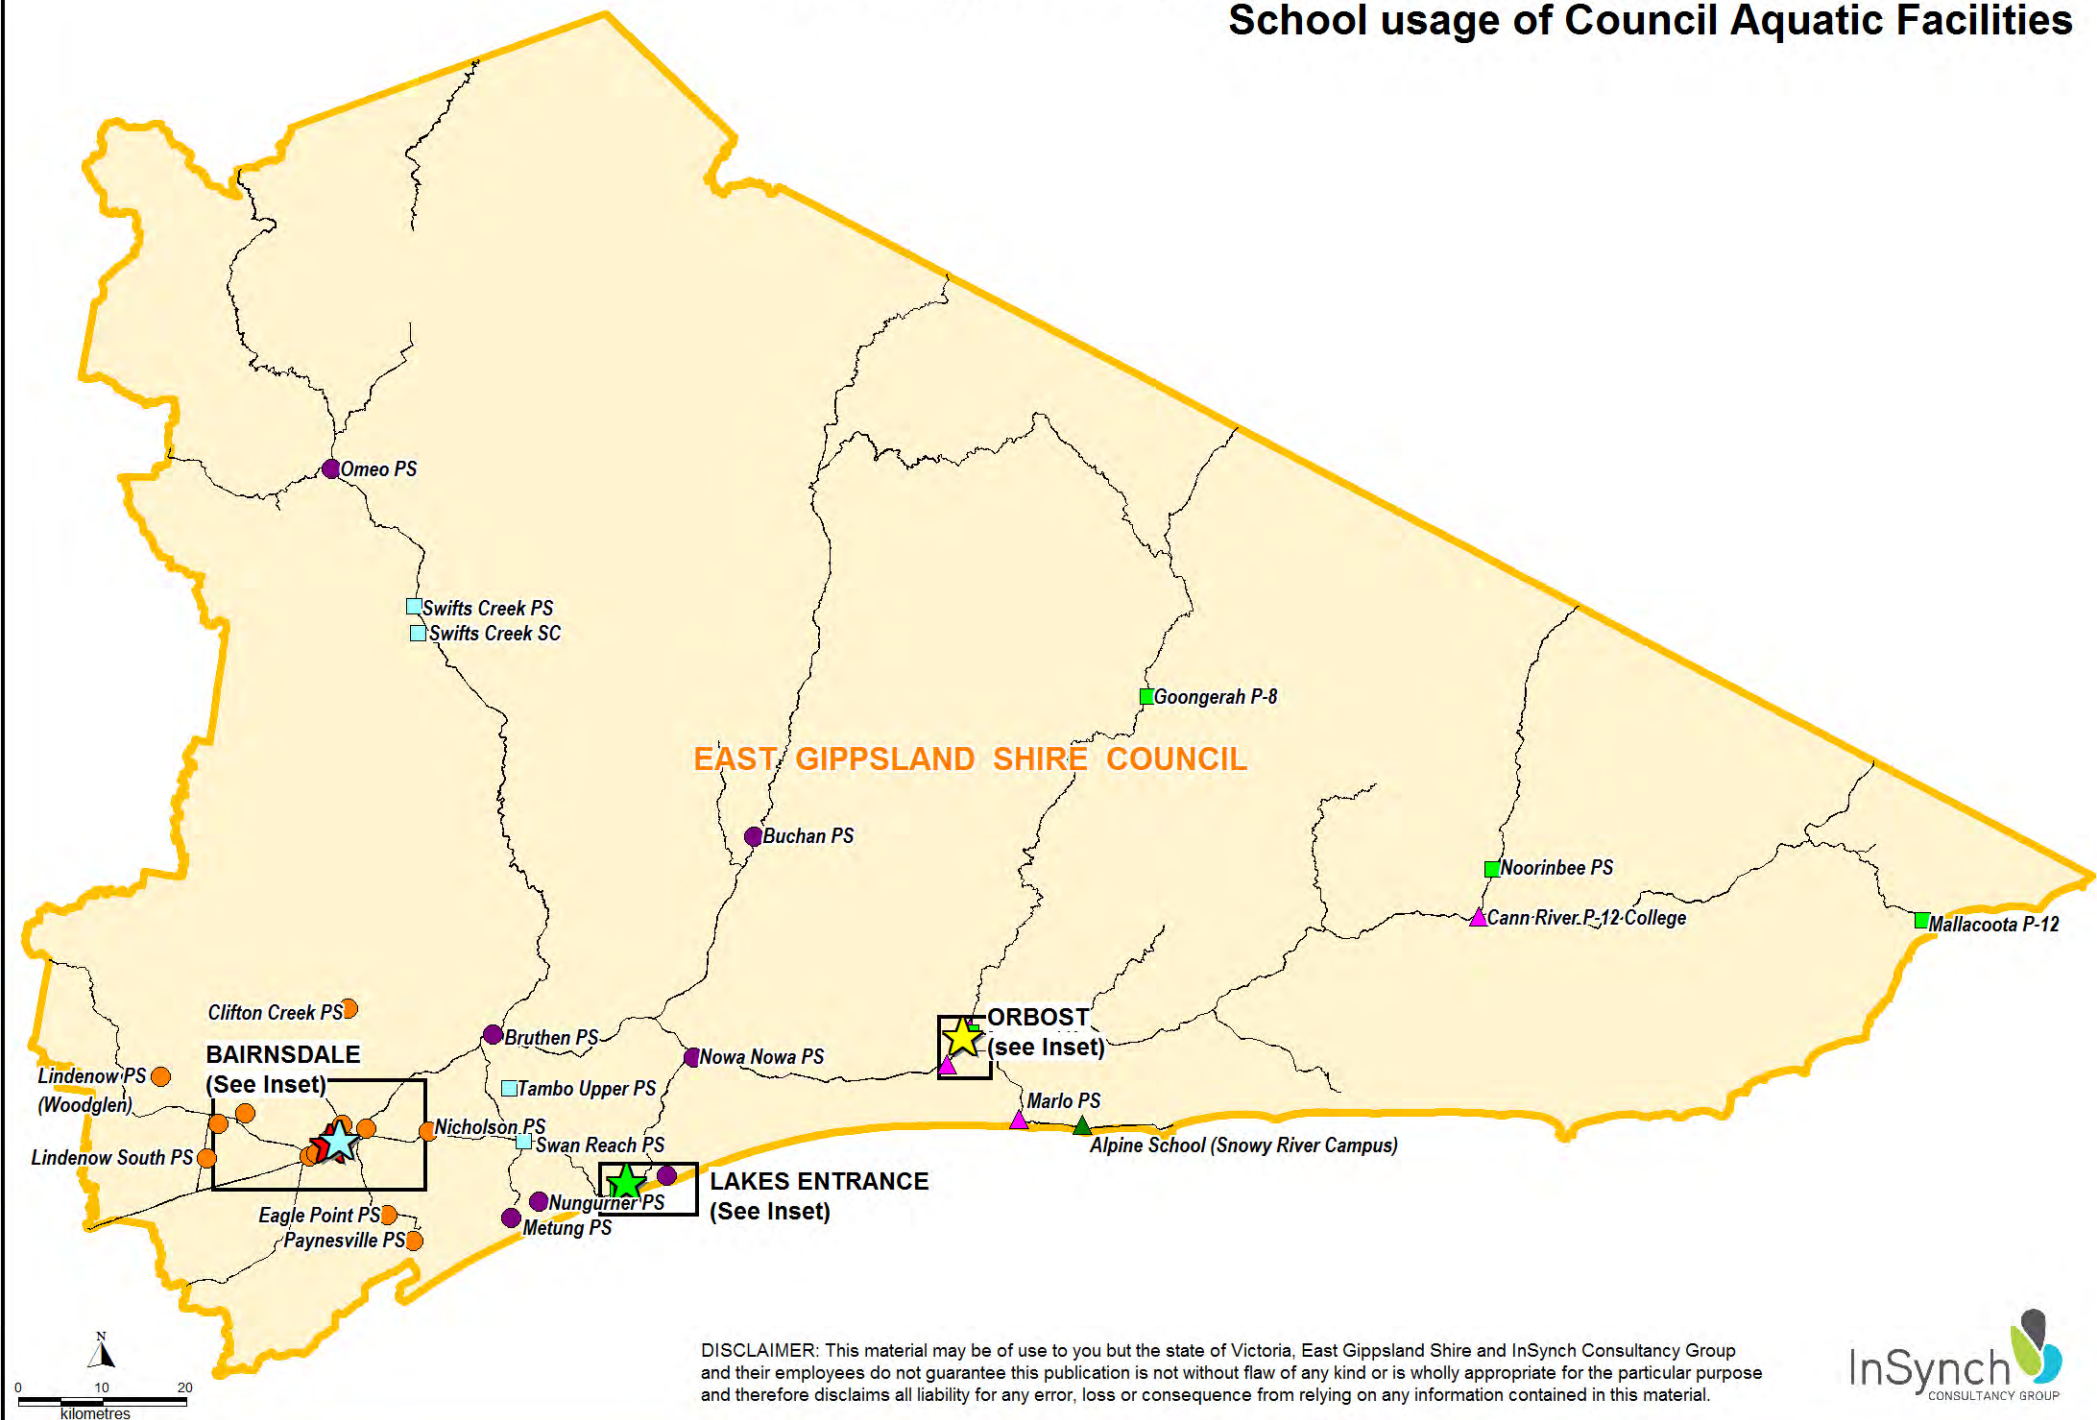 School usage of Council Aquatic Facilities
Omeo PS
Swifts Creek PS
Swifts Creek SC
Goongerah P-8
EAST GIPPSLAND SHIRE COUNCIL
Buchan PS
Noorinbee PS
Cann River P-12 College
Mallacoota P-12
Clifton Creek PS
ORBOST
(see Inset)
Bruthen PS
BAIRNSDALE
(See Inset)
Nowa Nowa PS
Lindenow PS
(Woodglen)
Tambo Upper PS
Marlo PS
Nicholson PS
Swan Reach PS
Alpine School (Snowy River Campus)
Lindenow South PS
LAKES ENTRANCE
(See Inset)
Nungurner PS
Metung PS
Eagle Point PS
Paynesville PS
N
0 10 20
kilometres
DISCLAIMER: This material may be of use to you but the state of Victoria, East Gippsland Shire and InSynch Consultancy Group
and their employees do not guarantee this publication is not without flaw of any kind or is wholly appropriate for the particular purpose
and therefore disclaims all liability for any error, loss or consequence from relying on any information contained in this material.
InSynch
CONSULTANCY GROUP